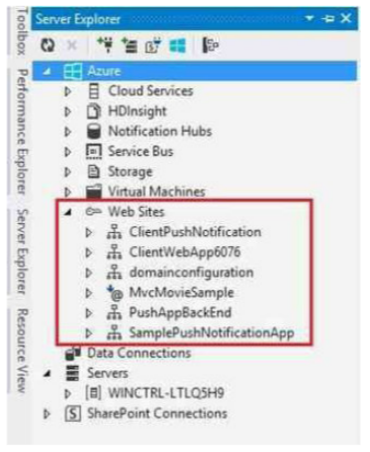 Server Explorer
Toolbox
Performance Explorer
Server Explorer
Resource View
Azure
Cloud Services
HDInsight
Notification Hubs
Service Bus
Storage
Virtual Machines
Web Sites
ClientPushNotification
ClientWebApp6076
domainconfiguration
MvcMovieSample
PushAppBackEnd
SamplePushNotificationApp
Data Connections
Servers
WINCTRL-LTLQ5H9
SharePoint Connections